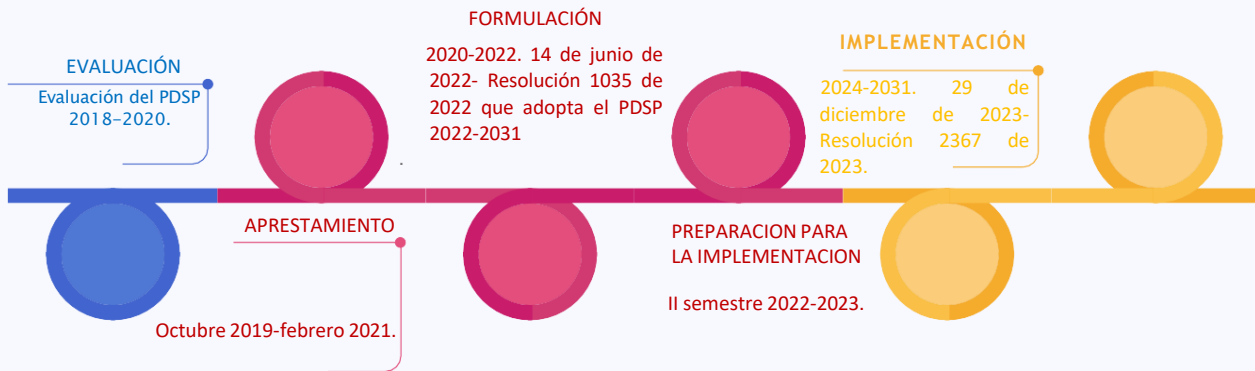 EVALUACIÓN
Evaluación del PDSP
2018-2020.
APRESTAMIENTO
Octubre 2019-febrero 2021.
FORMULACIÓN
2020-2022. 14 de junio de
2022- Resolución 1035 de
2022 que adopta el PDSP
2022-2031
.
PREPARACION PARA
LA IMPLEMENTACION
II semestre 2022-2023.
IMPLEMENTACIÓN
2024-2031. 29 de
diciembre de 2023-
Resolución 2367 de
2023.